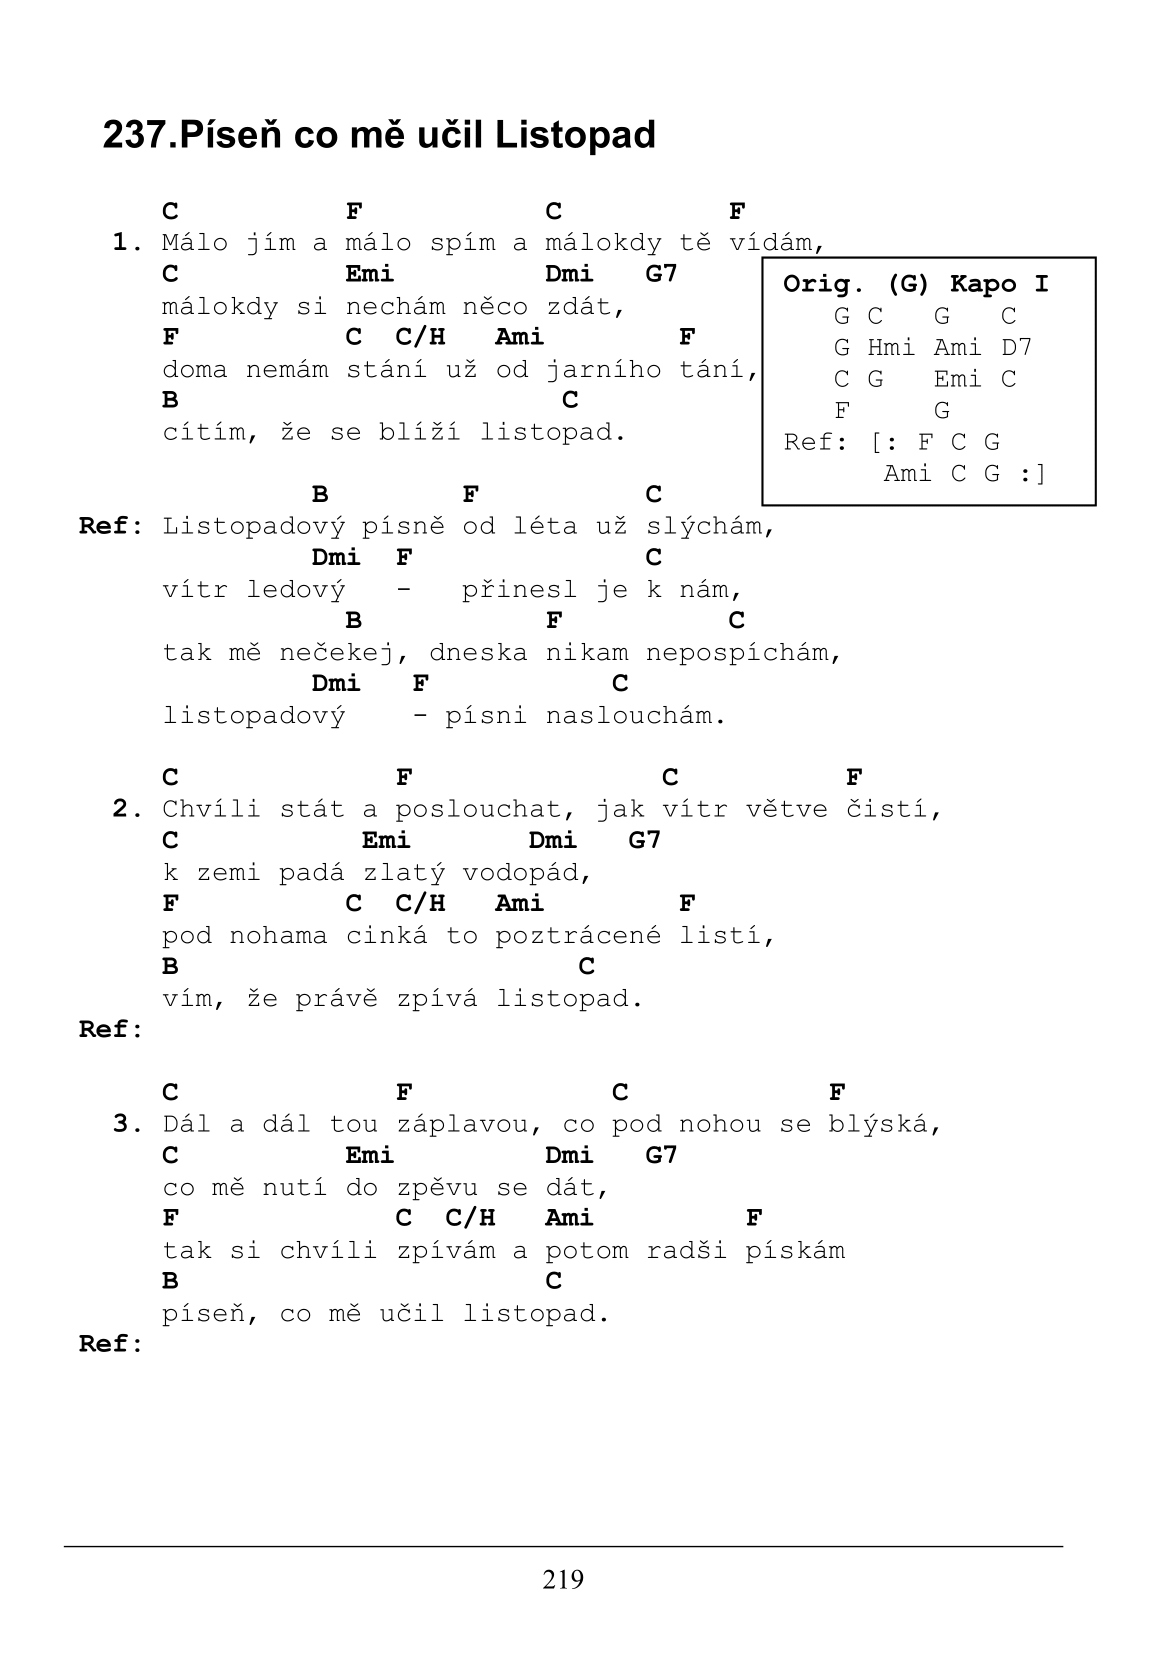 237.Píseň co mě učil Listopad
C F C F
1. Málo jím a málo spím a málokdy tě vídám,
C Emi Dmi G7
málokdy si nechám něco zdát,
F C C/H Ami F
doma nemám stání už od jarního tání,
B C
cítím, že se blíží listopad.
Orig. (G) Kapo I
G C G C
G Hmi Ami D7
C G Emi C
F G
Ref: [: F C G
Ami C G :]
B F C
Ref: Listopadový písně od léta už slýchám,
Dmi F C
vítr ledový - přinesl je k nám,
B F C
tak mě nečekej, dneska nikam nepospíchám,
Dmi F C
listopadový - písni naslouchám.
C F C F
2. Chvíli stát a poslouchat, jak vítr větve čistí,
C Emi Dmi G7
k zemi padá zlatý vodopád,
F C C/H Ami F
pod nohama cinká to poztrácené listí,
B C
vím, že právě zpívá listopad.
Ref:
C F C F
3. Dál a dál tou záplavou, co pod nohou se blýská,
C Emi Dmi G7
co mě nutí do zpěvu se dát,
F C C/H Ami F
tak si chvíli zpívám a potom radši pískám
B C
píseň, co mě učil listopad.
Ref:
219